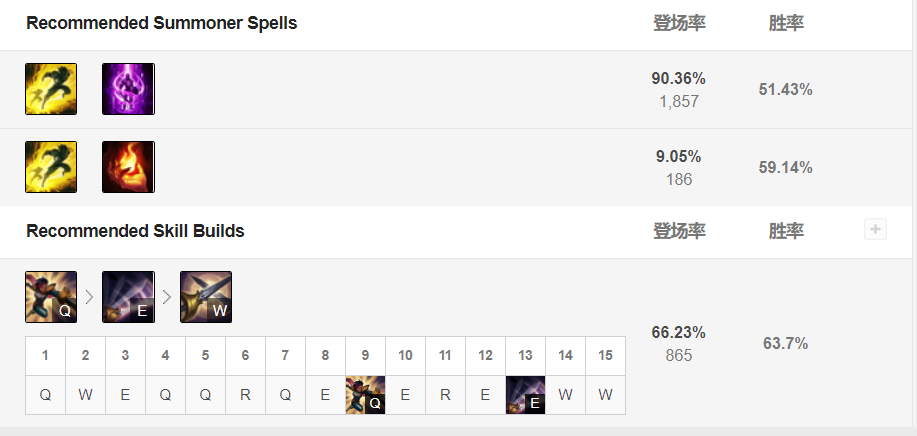 Recommended Summoner Spells 登场率 胜率
90.36%
1,857
51.43%
9.05%
186
59.14%
Recommended Skill Builds 登场率 胜率 +
Q E W
66.23%
865
63.7%
1 2 3 4 5 6 7 8 9 10 11 12 13 14 15
Q W E Q Q R Q E Q E R E E W W